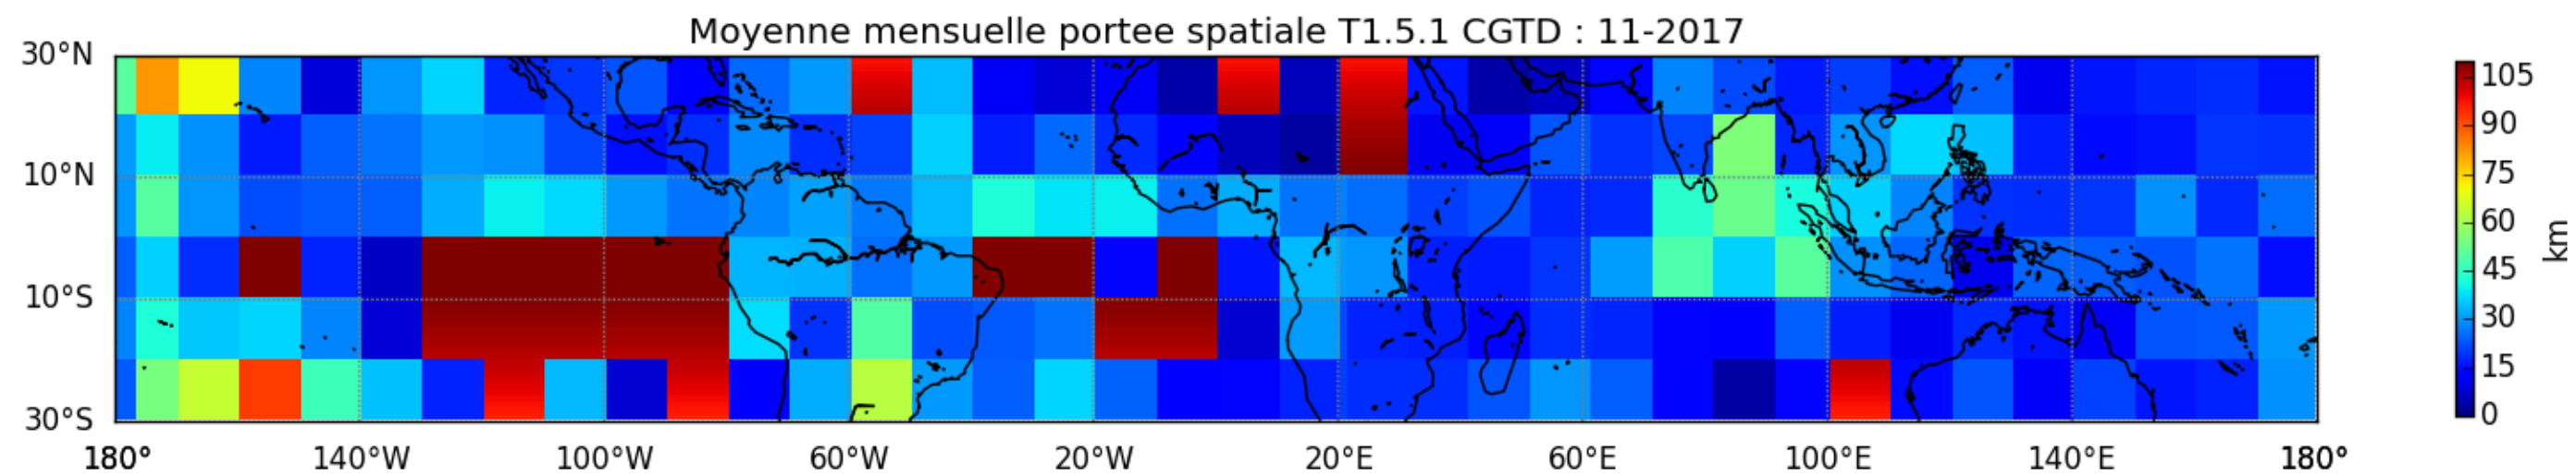 Moyenne mensuelle portee spatiale T1.5.1 CGTD : 11-2017
30°N
10°N
10°S
30°S
180° 140°W 100°W 60°W 20°W 20°E 60°E 100°E 140°E 180°
105
90
75
60
45
30
15
0
km